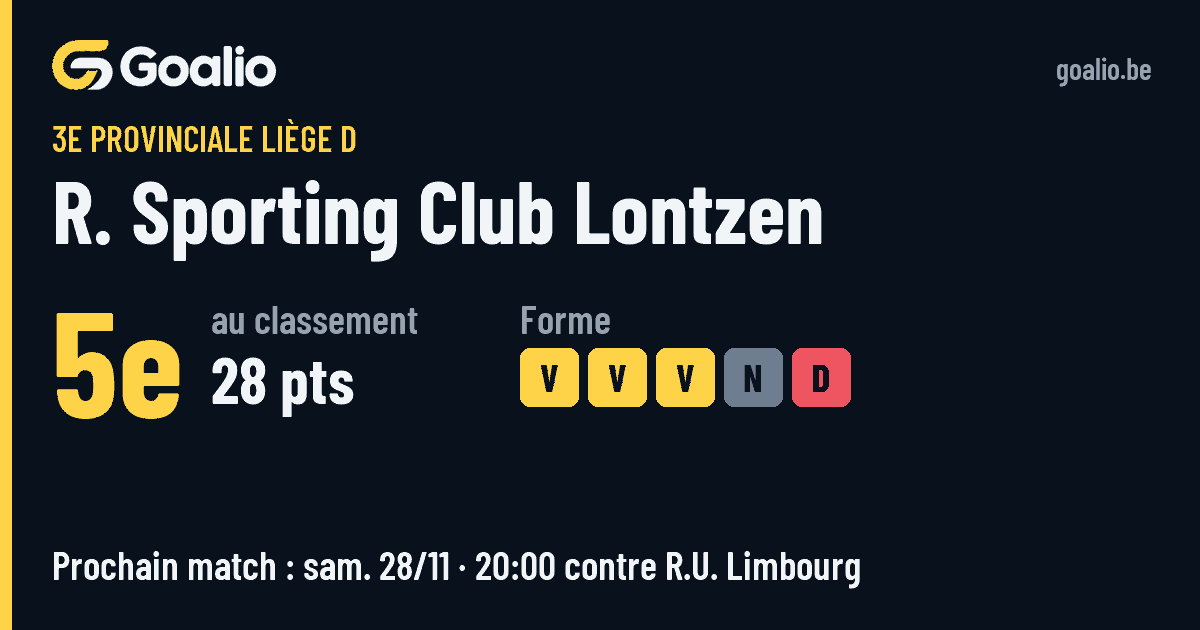 Goalio
goalio.be
3E PROVINCIALE LIÈGE D
R. Sporting Club Lontzen
5e
au classement
28 pts
Forme
V V V N D
Prochain match : sam. 28/11 · 20:00 contre R.U. Limbourg